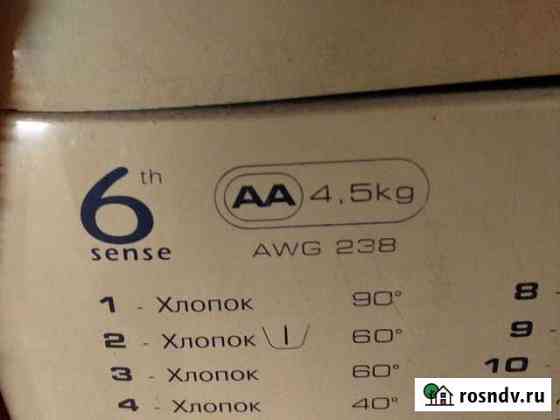 6th
sense
AA 4,5kg
AWG 238
1 - Хлопок 90°
2 - Хлопок 60°
3 - Хлопок 60°
4 - Хлопок 40°
8 -
9 -
10 -
rosndv.ru